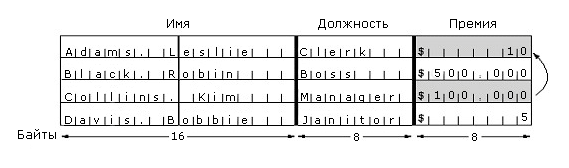 Имя Должность Премия
Adams. Leslie Clerk $ 10
Black. Robin Boss $500.000
Collins. Kim Manager $100.000
Davis. Bobbie Janitor $ 5
Байты 16 8 8